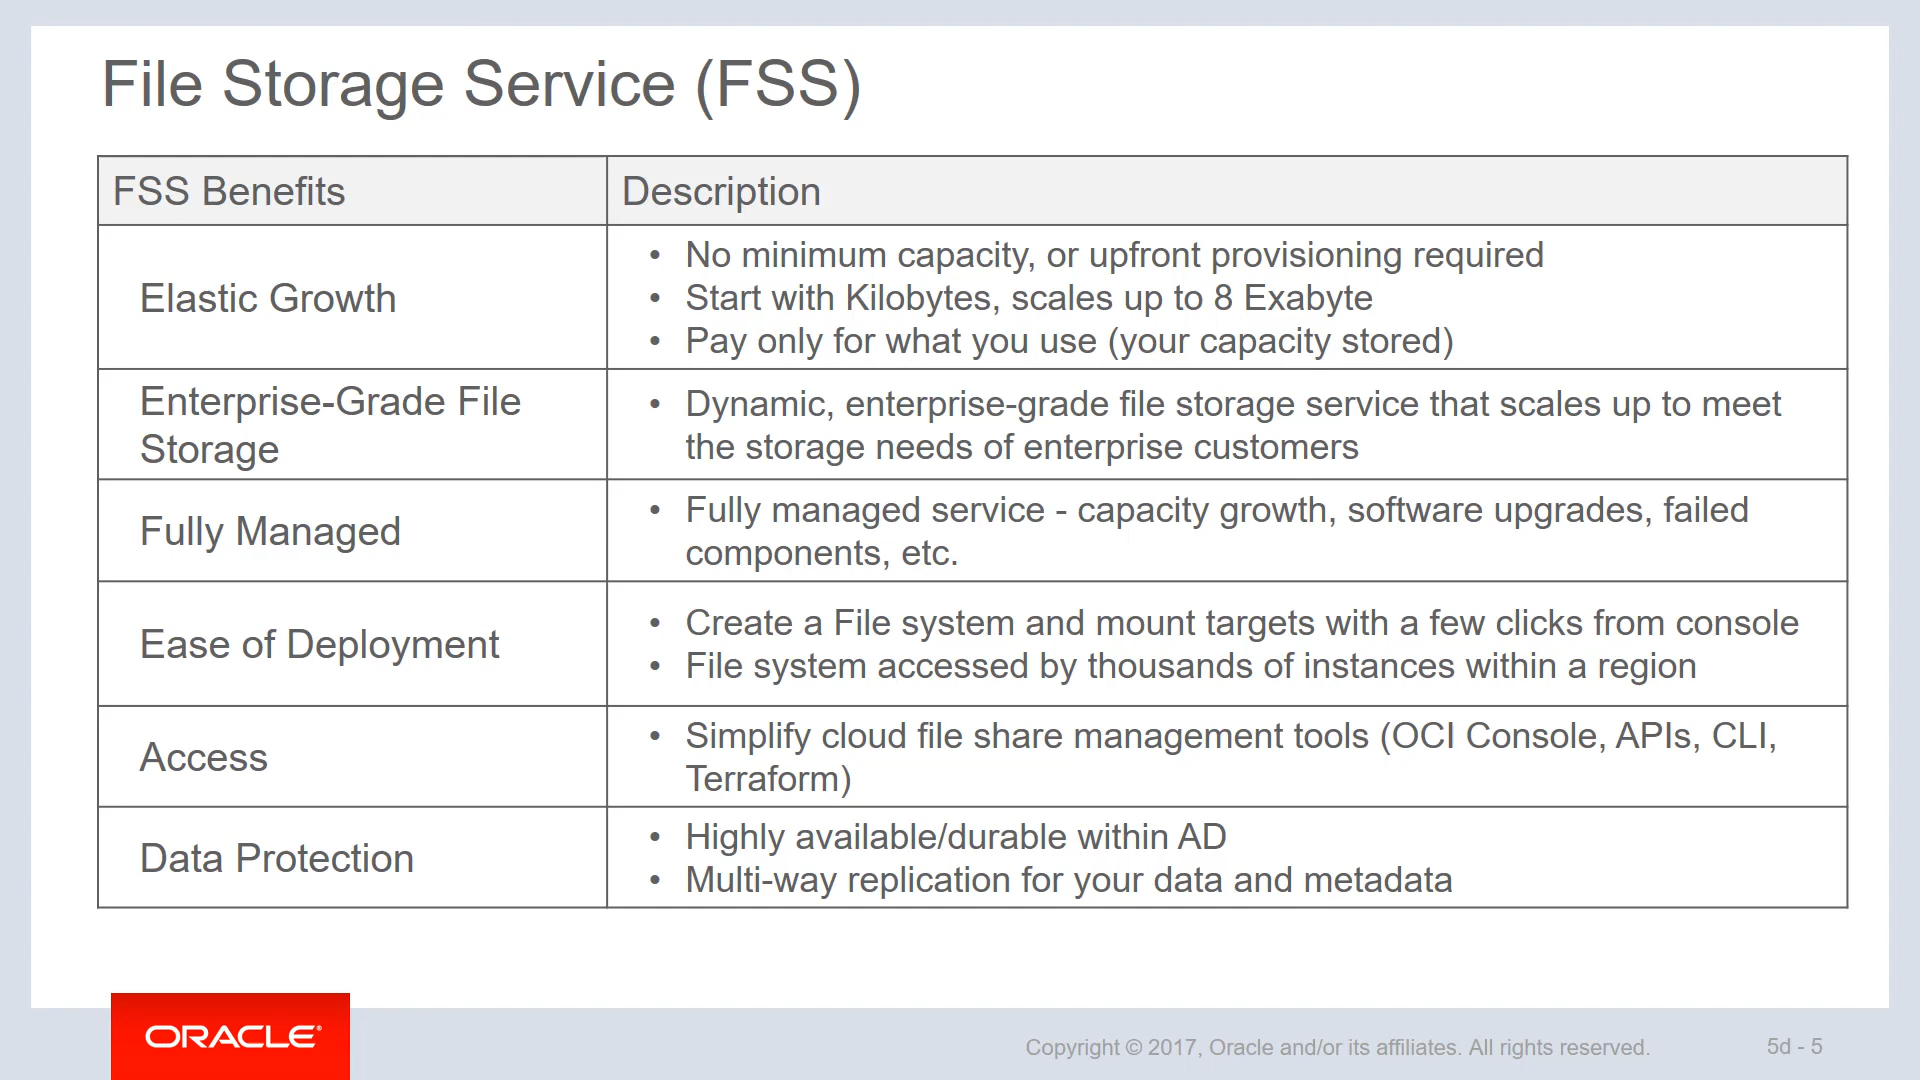 File Storage Service (FSS)
FSS Benefits
Description
Elastic Growth
• No minimum capacity, or upfront provisioning required
• Start with Kilobytes, scales up to 8 Exabyte
• Pay only for what you use (your capacity stored)
Enterprise-Grade File
Storage
• Dynamic, enterprise-grade file storage service that scales up to meet
the storage needs of enterprise customers
Fully Managed
• Fully managed service - capacity growth, software upgrades, failed
components, etc.
Ease of Deployment
• Create a File system and mount targets with a few clicks from console
• File system accessed by thousands of instances within a region
Access
• Simplify cloud file share management tools (OCI Console, APIs, CLI,
Terraform)
Data Protection
• Highly available/durable within AD
• Multi-way replication for your data and metadata
ORACLE®
Copyright © 2017, Oracle and/or its affiliates. All rights reserved.
5d - 5